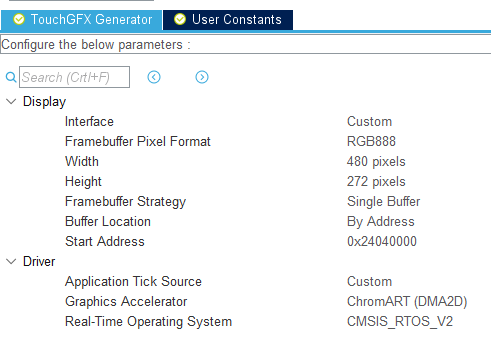 TouchGFX Generator User Constants
Configure the below parameters :
Search (Crtl+F)
Display
Interface Custom
Framebuffer Pixel Format RGB888
Width 480 pixels
Height 272 pixels
Framebuffer Strategy Single Buffer
Buffer Location By Address
Start Address 0x24040000
Driver
Application Tick Source Custom
Graphics Accelerator ChromART (DMA2D)
Real-Time Operating System CMSIS_RTOS_V2